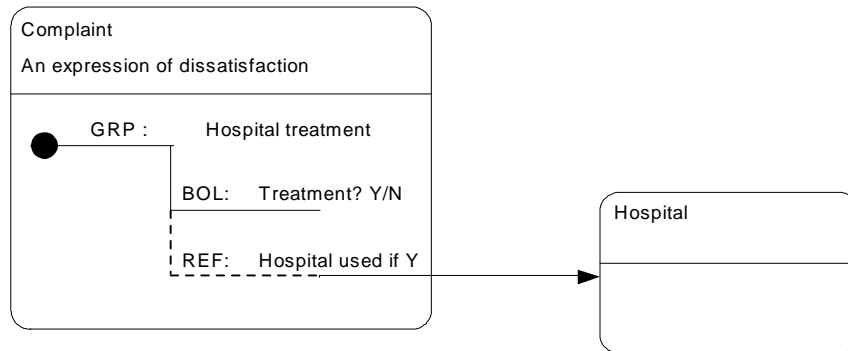 Complaint
An expression of dissatisfaction
GRP : Hospital treatment
BOL: Treatment? Y/N
REF: Hospital used if Y
Hospital